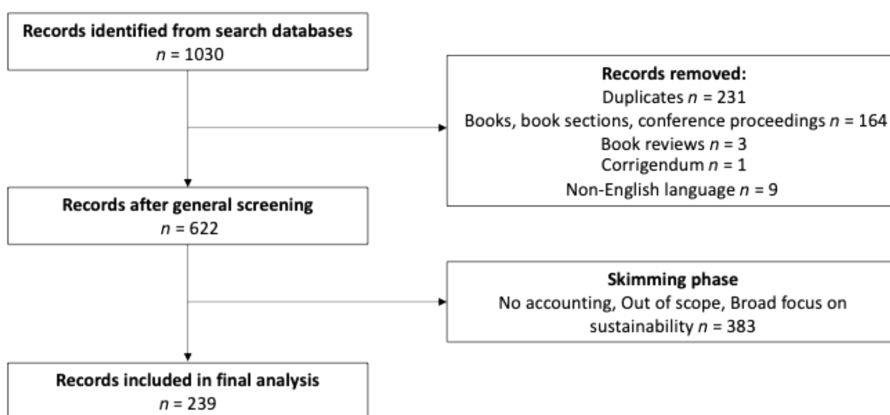 Records identified from search databases
n = 1030
Records removed:
Duplicates n = 231
Books, book sections, conference proceedings n = 164
Book reviews n = 3
Corrigendum n = 1
Non-English language n = 9
Records after general screening
n = 622
Skimming phase
No accounting, Out of scope, Broad focus on
sustainability n = 383
Records included in final analysis
n = 239